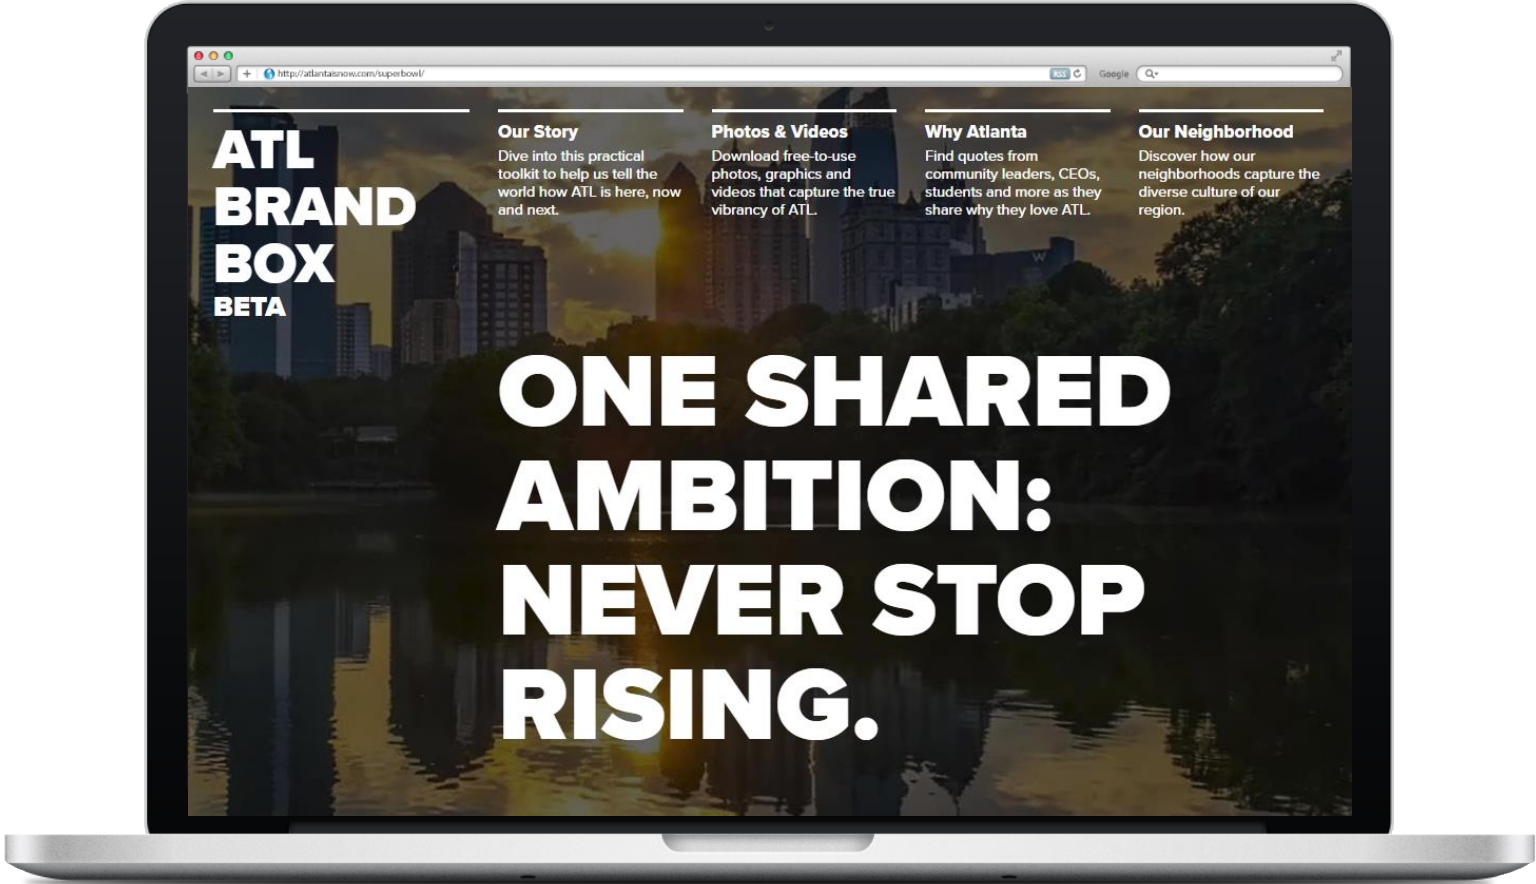 http://atlantaisnow.com/superbowl/
RSS
Google
ATL
BRAND
BOX
BETA
Our Story
Dive into this practical
toolkit to help us tell the
world how ATL is here, now
and next.
Photos & Videos
Download free-to-use
photos, graphics and
videos that capture the true
vibrancy of ATL.
Why Atlanta
Find quotes from
community leaders, CEOs,
students and more as they
share why they love ATL.
Our Neighborhood
Discover how our
neighborhoods capture the
diverse culture of our
region.
W
ONE SHARED
AMBITION:
NEVER STOP
RISING.